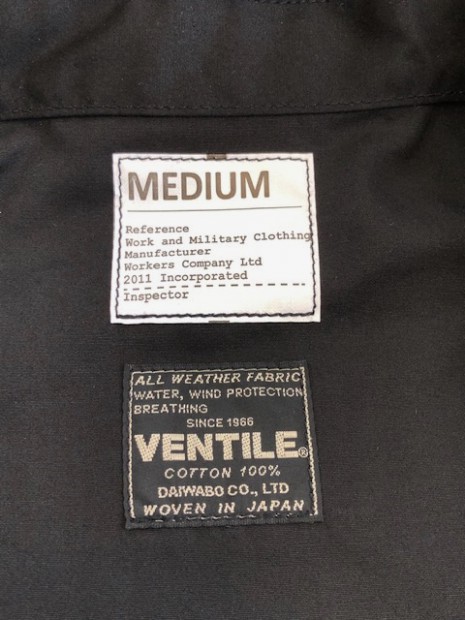 MEDIUM
Reference
Work and Military Clothing
Manufacturer
Workers Company Ltd
2011 Incorporated
Inspector
ALL WEATHER FABRIC
WATER, WIND PROTECTION
BREATHING
SINCE 1966
VENTILE®
COTTON 100%
DAIWABO CO., LTD
WOVEN IN JAPAN